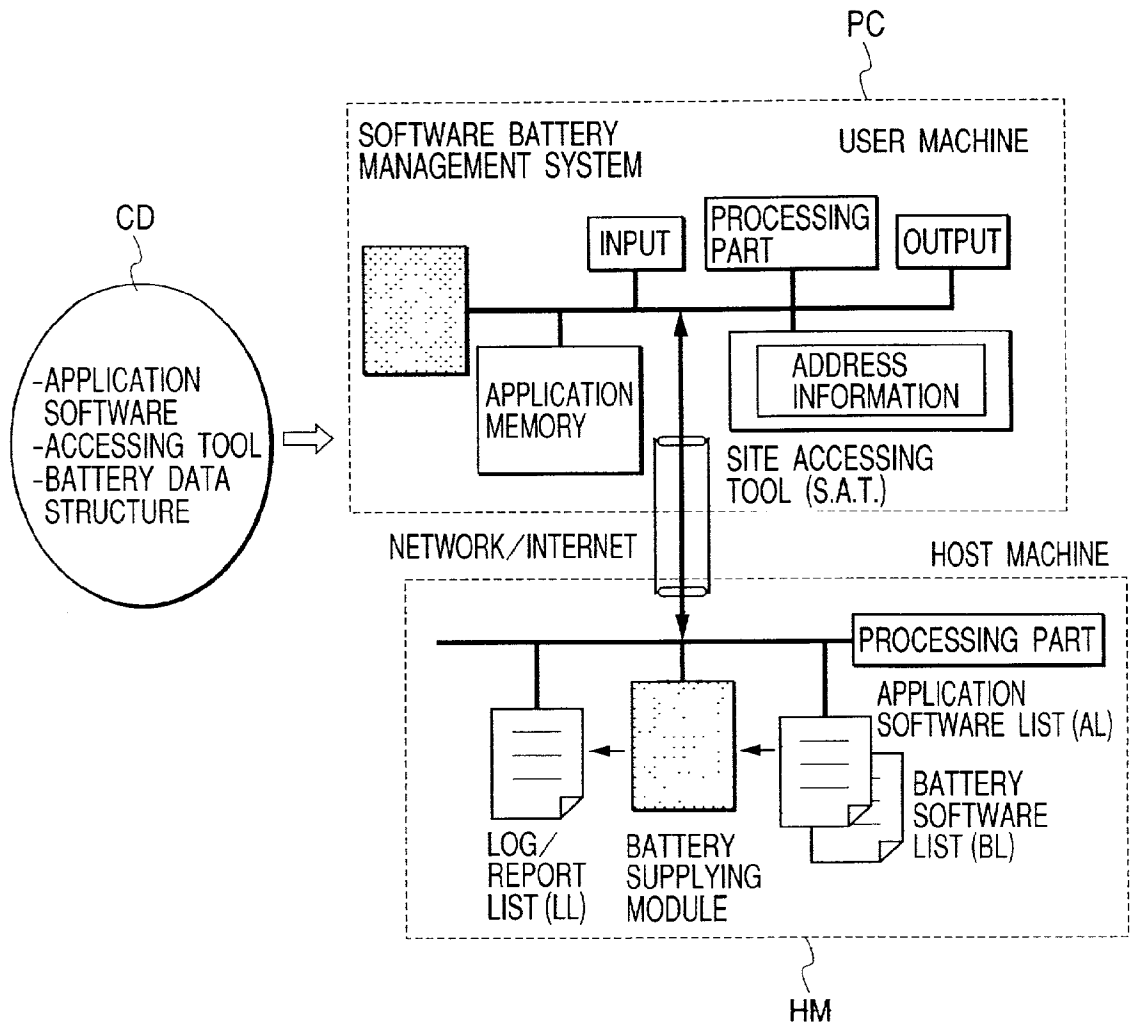 PC
SOFTWARE BATTERY
MANAGEMENT SYSTEM
USER MACHINE
CD
INPUT
PROCESSING
PART
OUTPUT
-APPLICATION
SOFTWARE
-ACCESSING TOOL
-BATTERY DATA
STRUCTURE
APPLICATION
MEMORY
ADDRESS
INFORMATION
SITE ACCESSING
TOOL (S.A.T.)
NETWORK/INTERNET
HOST MACHINE
PROCESSING PART
APPLICATION
SOFTWARE LIST (AL)
BATTERY
SOFTWARE
LIST (BL)
LOG/
REPORT
LIST (LL)
BATTERY
SUPPLYING
MODULE
HM